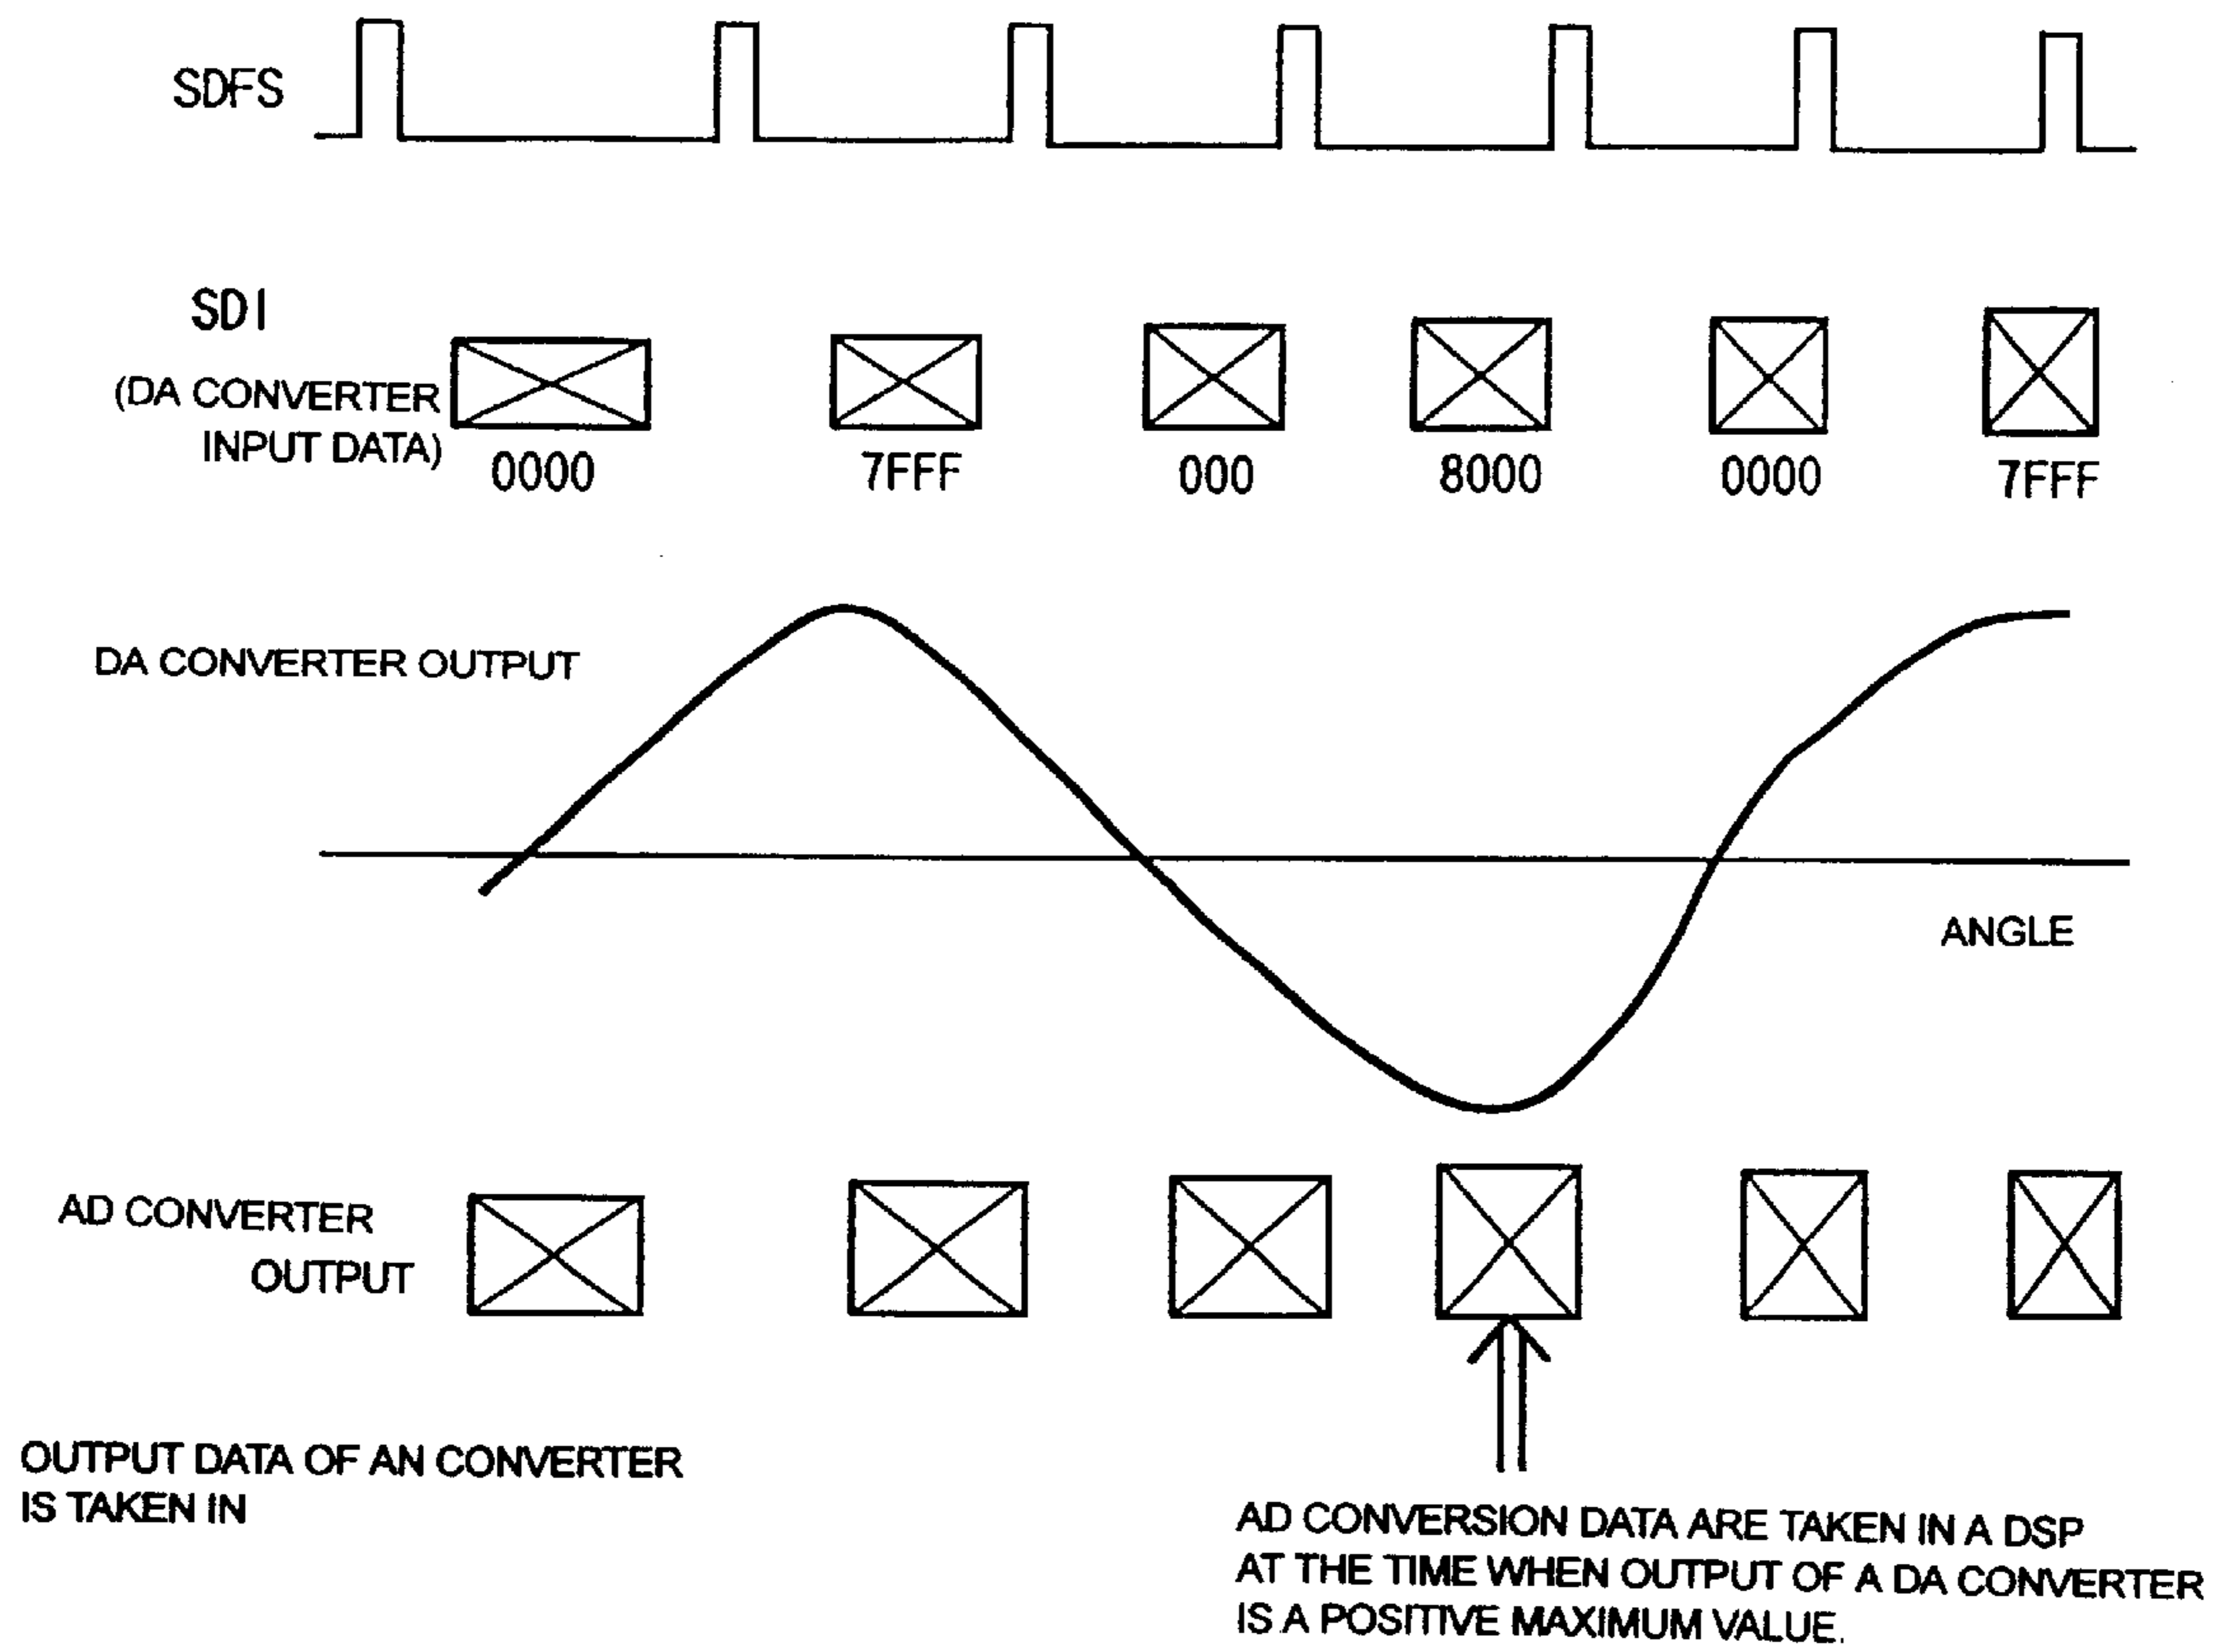 SDFS
SDI
(DA CONVERTER
INPUT DATA)
0000
7FFF
000
8000
0000
7FFF
DA CONVERTER OUTPUT
ANGLE
AD CONVERTER
OUTPUT
OUTPUT DATA OF AN CONVERTER
IS TAKEN IN
AD CONVERSION DATA ARE TAKEN IN A DSP
AT THE TIME WHEN OUTPUT OF A DA CONVERTER
IS A POSITIVE MAXIMUM VALUE.